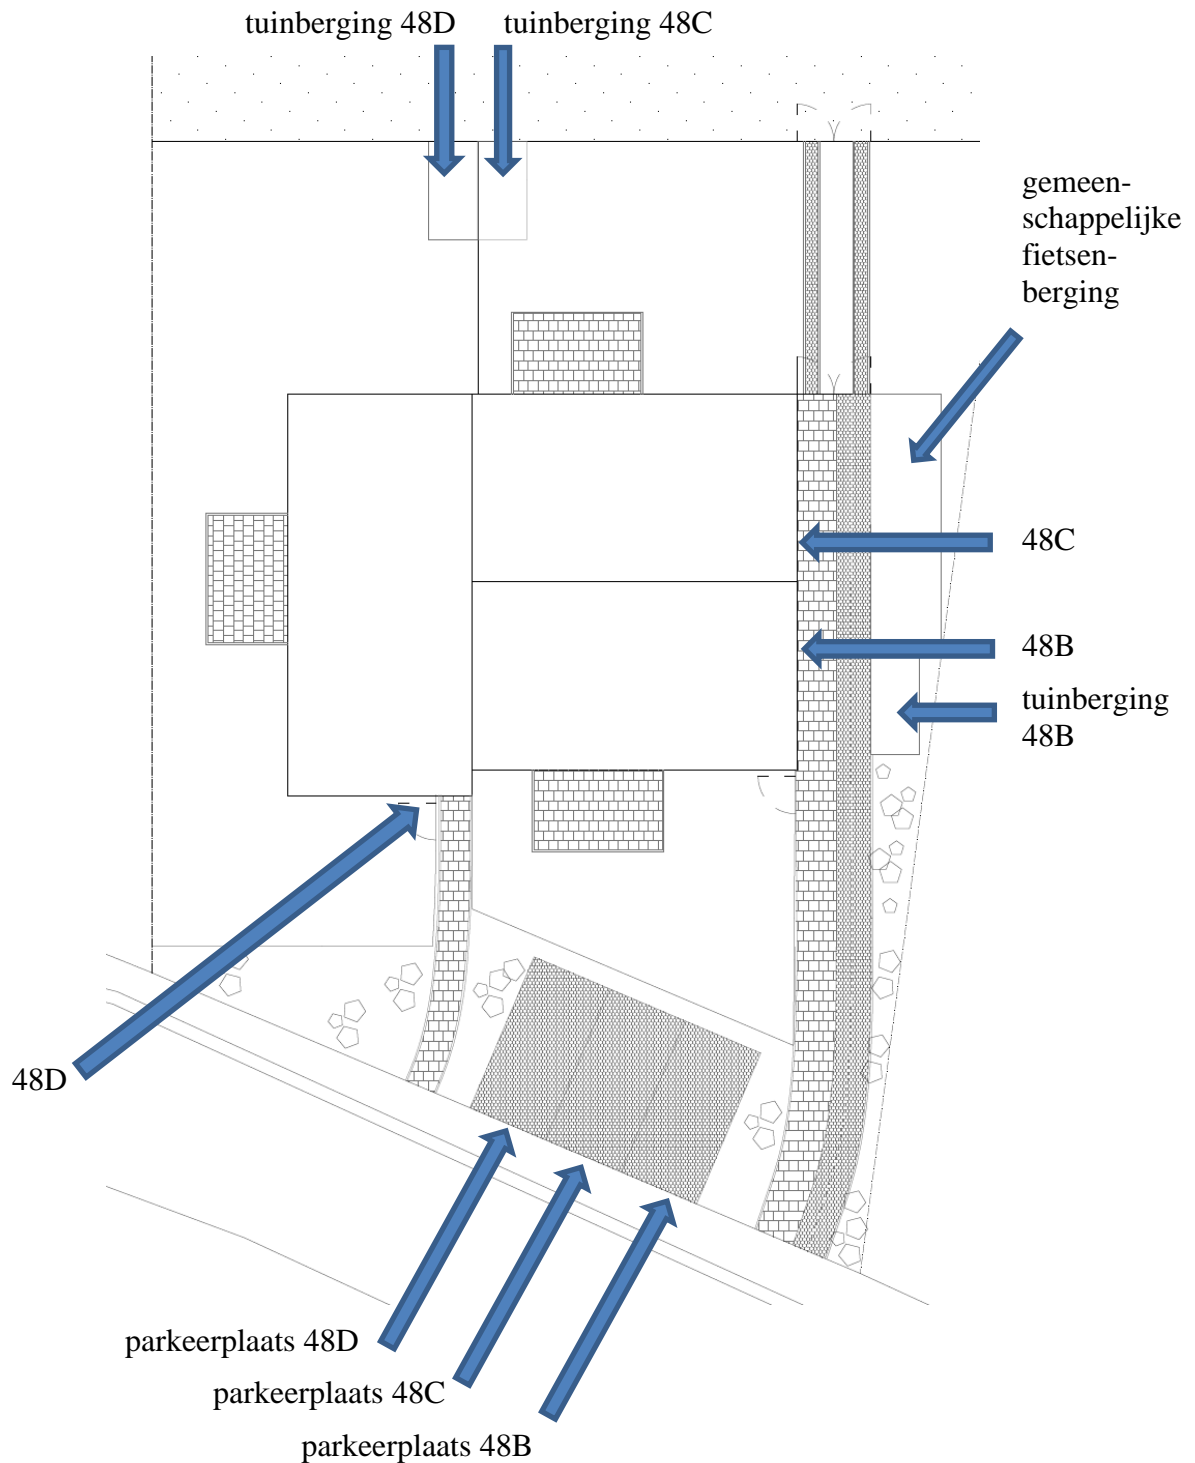 tuinberging 48D
tuinberging 48C
gemeen-
schappelijke
fietsen-
berging
48C
48B
tuinberging
48B
48D
parkeerplaats 48D
parkeerplaats 48C
parkeerplaats 48B